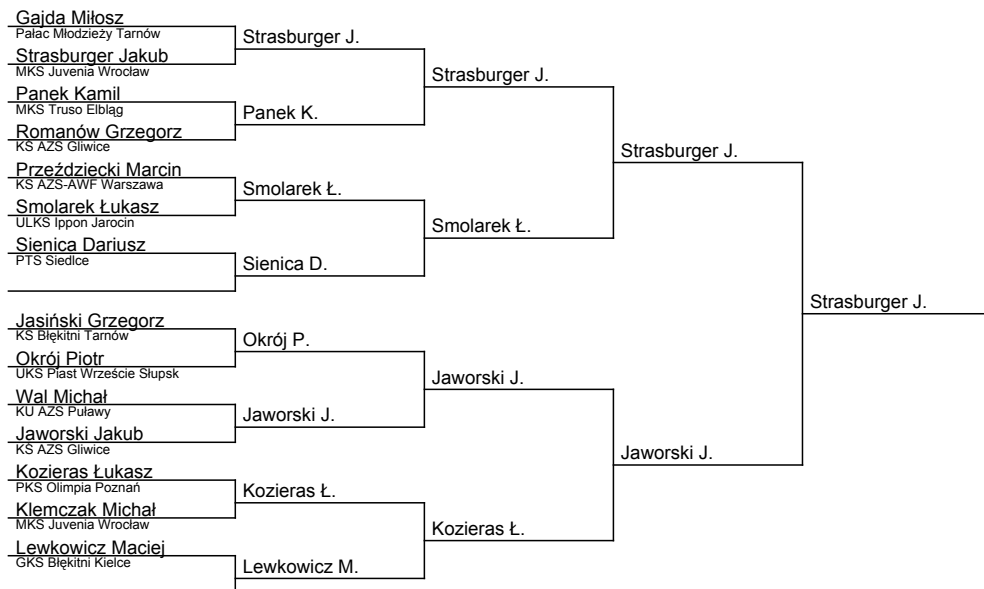 Gajda Miłosz
Pałac Młodzieży Tarnów
Strasburger Jakub
MKS Juvenia Wrocław
Panek Kamil
MKS Truso Elbląg
Romanów Grzegorz
KS AZS Gliwice
Przeździecki Marcin
KS AZS-AWF Warszawa
Smolarek Łukasz
ULKS Ippon Jarocin
Sienica Dariusz
PTS Siedlce
Jasiński Grzegorz
KS Błękitni Tarnów
Okrój Piotr
UKS Piast Wrzeście Słupsk
Wal Michał
KU AZS Puławy
Jaworski Jakub
KS AZS Gliwice
Kozieras Łukasz
PKS Olimpia Poznań
Klemczak Michał
MKS Juvenia Wrocław
Lewkowicz Maciej
GKS Błękitni Kielce
Strasburger J.
Panek K.
Smolarek Ł.
Sienica D.
Okrój P.
Jaworski J.
Kozieras Ł.
Lewkowicz M.
Strasburger J.
Smolarek Ł.
Jaworski J.
Kozieras Ł.
Strasburger J.
Jaworski J.
Strasburger J.